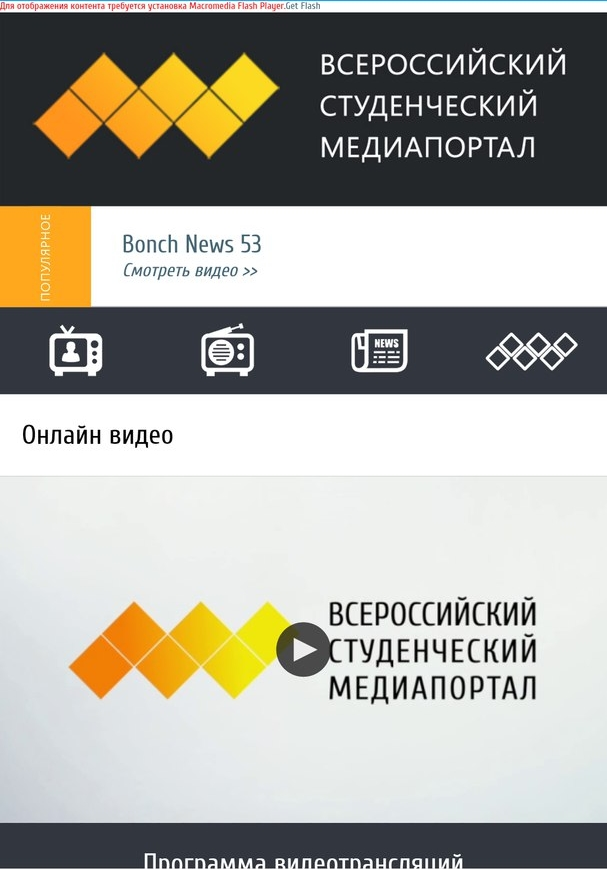 Для отображения контента требуется установка Macromedia Flash Player.Get Flash
ВСЕРОССИЙСКИЙ
СТУДЕНЧЕСКИЙ
МЕДИАПОРТАЛ
ПОПУЛЯРНОЕ
Bonch News 53
Смотреть видео >>
NEWS
Онлайн видео
ВСЕРОССИЙСКИЙ
СТУДЕНЧЕСКИЙ
МЕДИАПОРТАЛ
Программа видеотрансляций